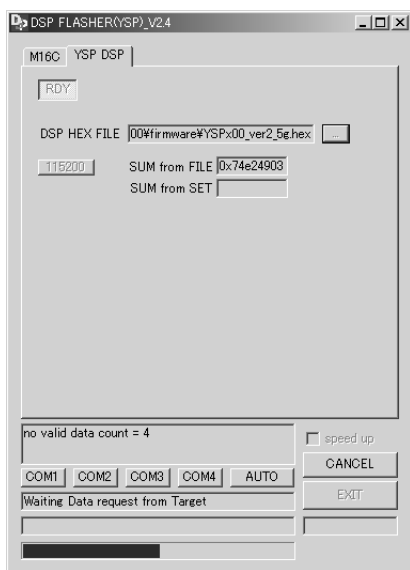 DSP FLASHER(YSP)_V2.4
M16C YSP DSP
RDY
DSP HEX FILE 00¥firmware¥YSPx00_ver2_5g.hex ...
115200 SUM from FILE 0x74e24903
SUM from SET
no valid data count = 4
speed up
COM1 COM2 COM3 COM4 AUTO CANCEL
Waiting Data request from Target EXIT